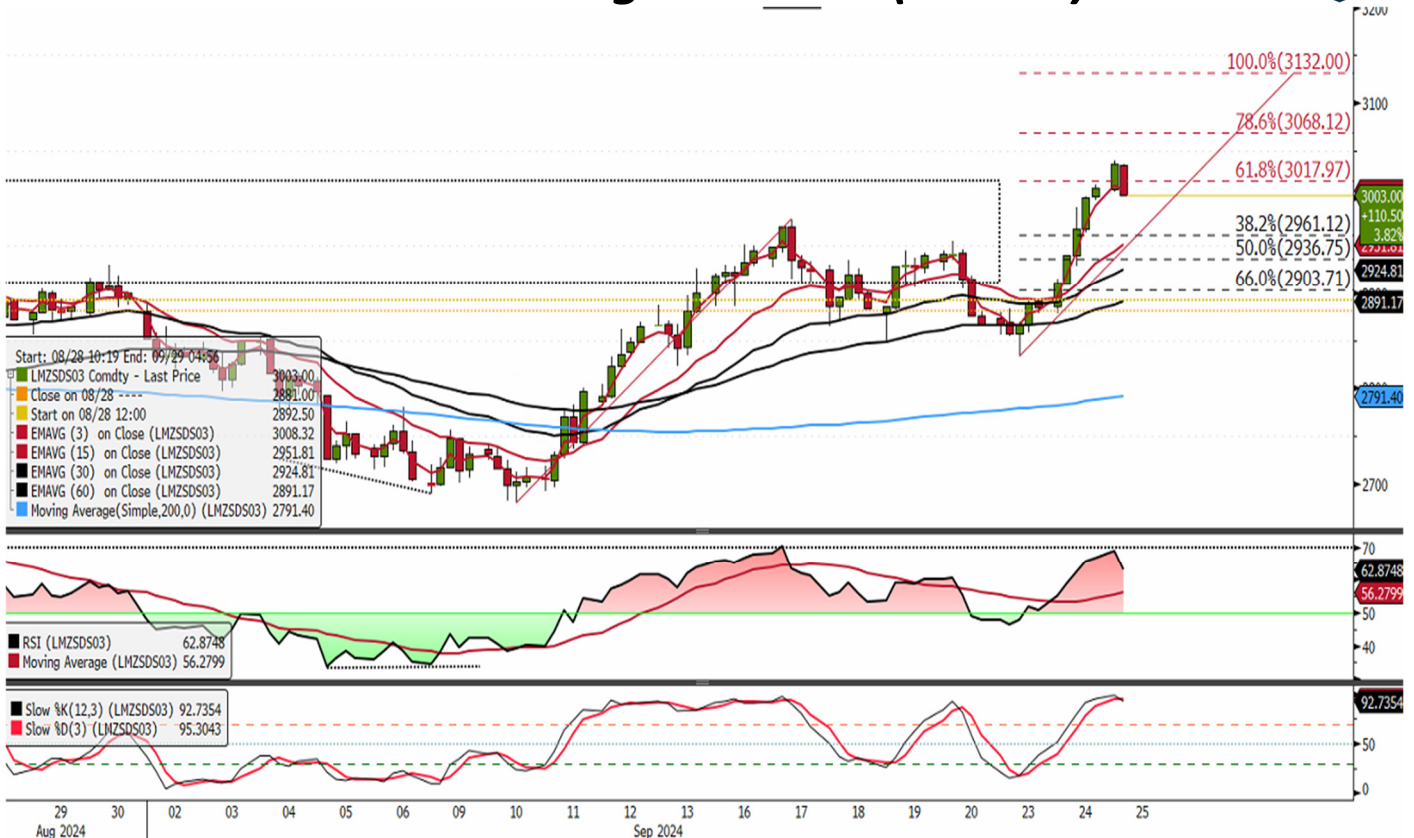 3200
100.0%(3132.00)
3100
78.6%(3068.12)
61.8%(3017.97)
3003.00
+110.50
3.82%
38.2%(2961.12)
2951.81
50.0%(2936.75)
2924.81
66.0%(2903.71)
2891.17
2791.40
2700
Start: 08/28 10:19 End: 09/29 04:56
LMZSDS03 Comdty - Last Price 3003.00
Close on 08/28 ---- 2881.00
Start on 08/28 12:00 2892.50
EMAVG (3) on Close (LMZSDS03) 3008.32
EMAVG (15) on Close (LMZSDS03) 2951.81
EMAVG (30) on Close (LMZSDS03) 2924.81
EMAVG (60) on Close (LMZSDS03) 2891.17
Moving Average(Simple,200,0) (LMZSDS03) 2791.40
70
62.8748
56.2799
50
40
RSI (LMZSDS03) 62.8748
Moving Average (LMZSDS03) 56.2799
Slow %K(12,3) (LMZSDS03) 92.7354
Slow %D(3) (LMZSDS03) 95.3043
92.7354
50
0
29 30 02 03 04 05 06 09 10 11 12 13 16 17 18 19 20 23 24 25
Aug 2024 Sep 2024